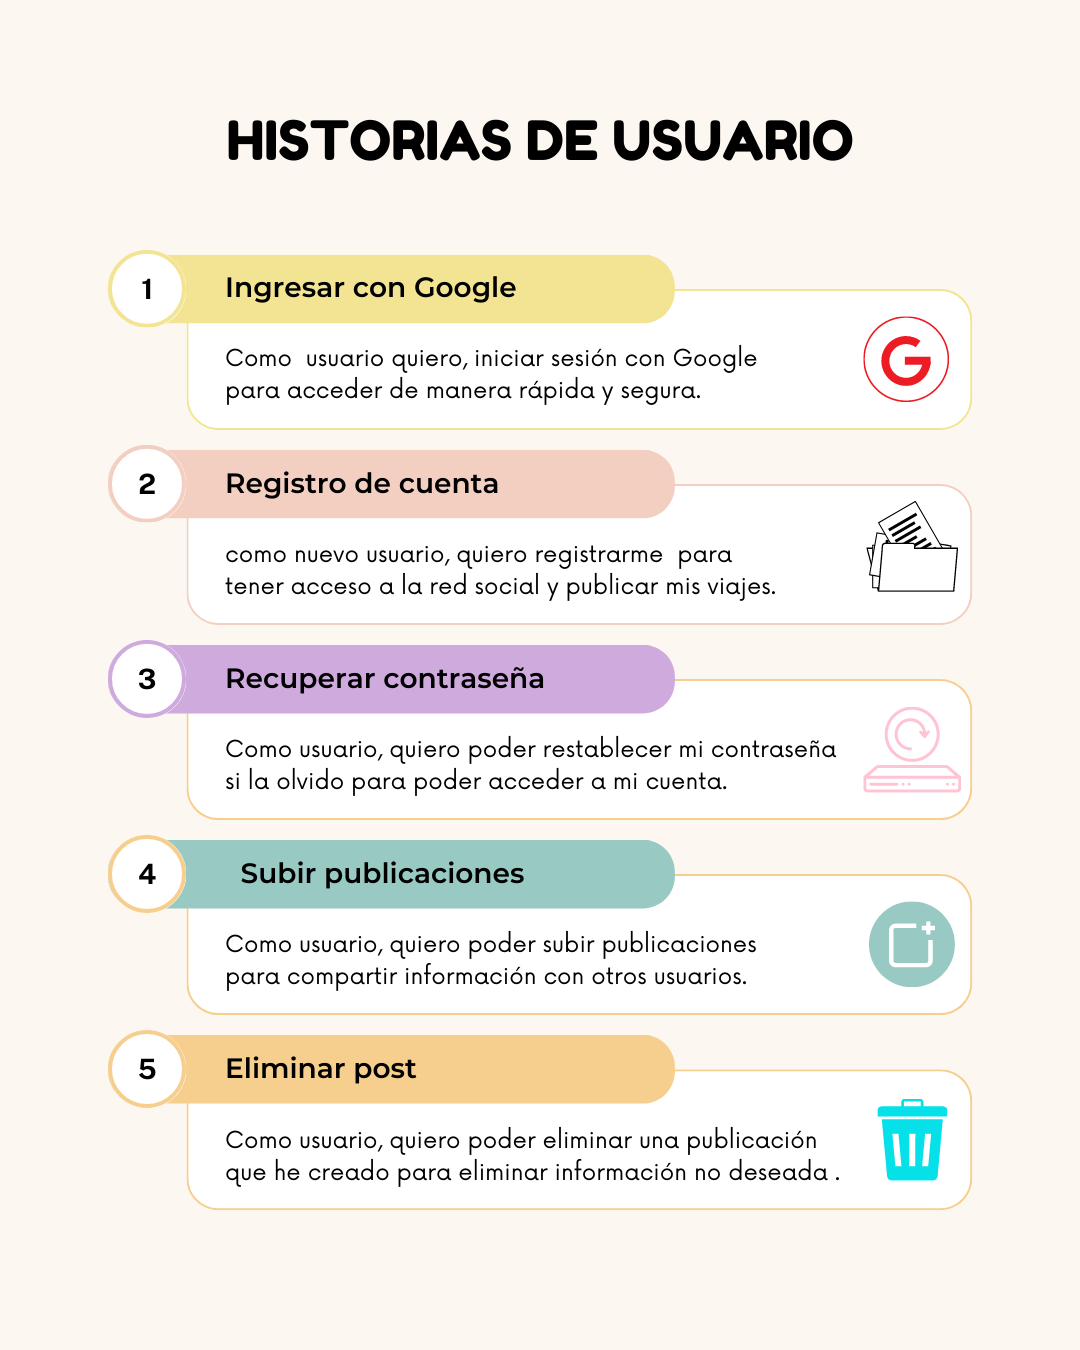 HISTORIAS DE USUARIO
1
Ingresar con Google
Como  usuario quiero, iniciar sesión con Google
para acceder de manera rápida y segura.
G
2
Registro de cuenta
como nuevo usuario, quiero registrarme  para
tener acceso a la red social y publicar mis viajes.
3
Recuperar contraseña
Como usuario, quiero poder restablecer mi contraseña
si la olvido para poder acceder a mi cuenta.
4
Subir publicaciones
Como usuario, quiero poder subir publicaciones
para compartir información con otros usuarios.
5
Eliminar post
Como usuario, quiero poder eliminar una publicación
que he creado para eliminar información no deseada .